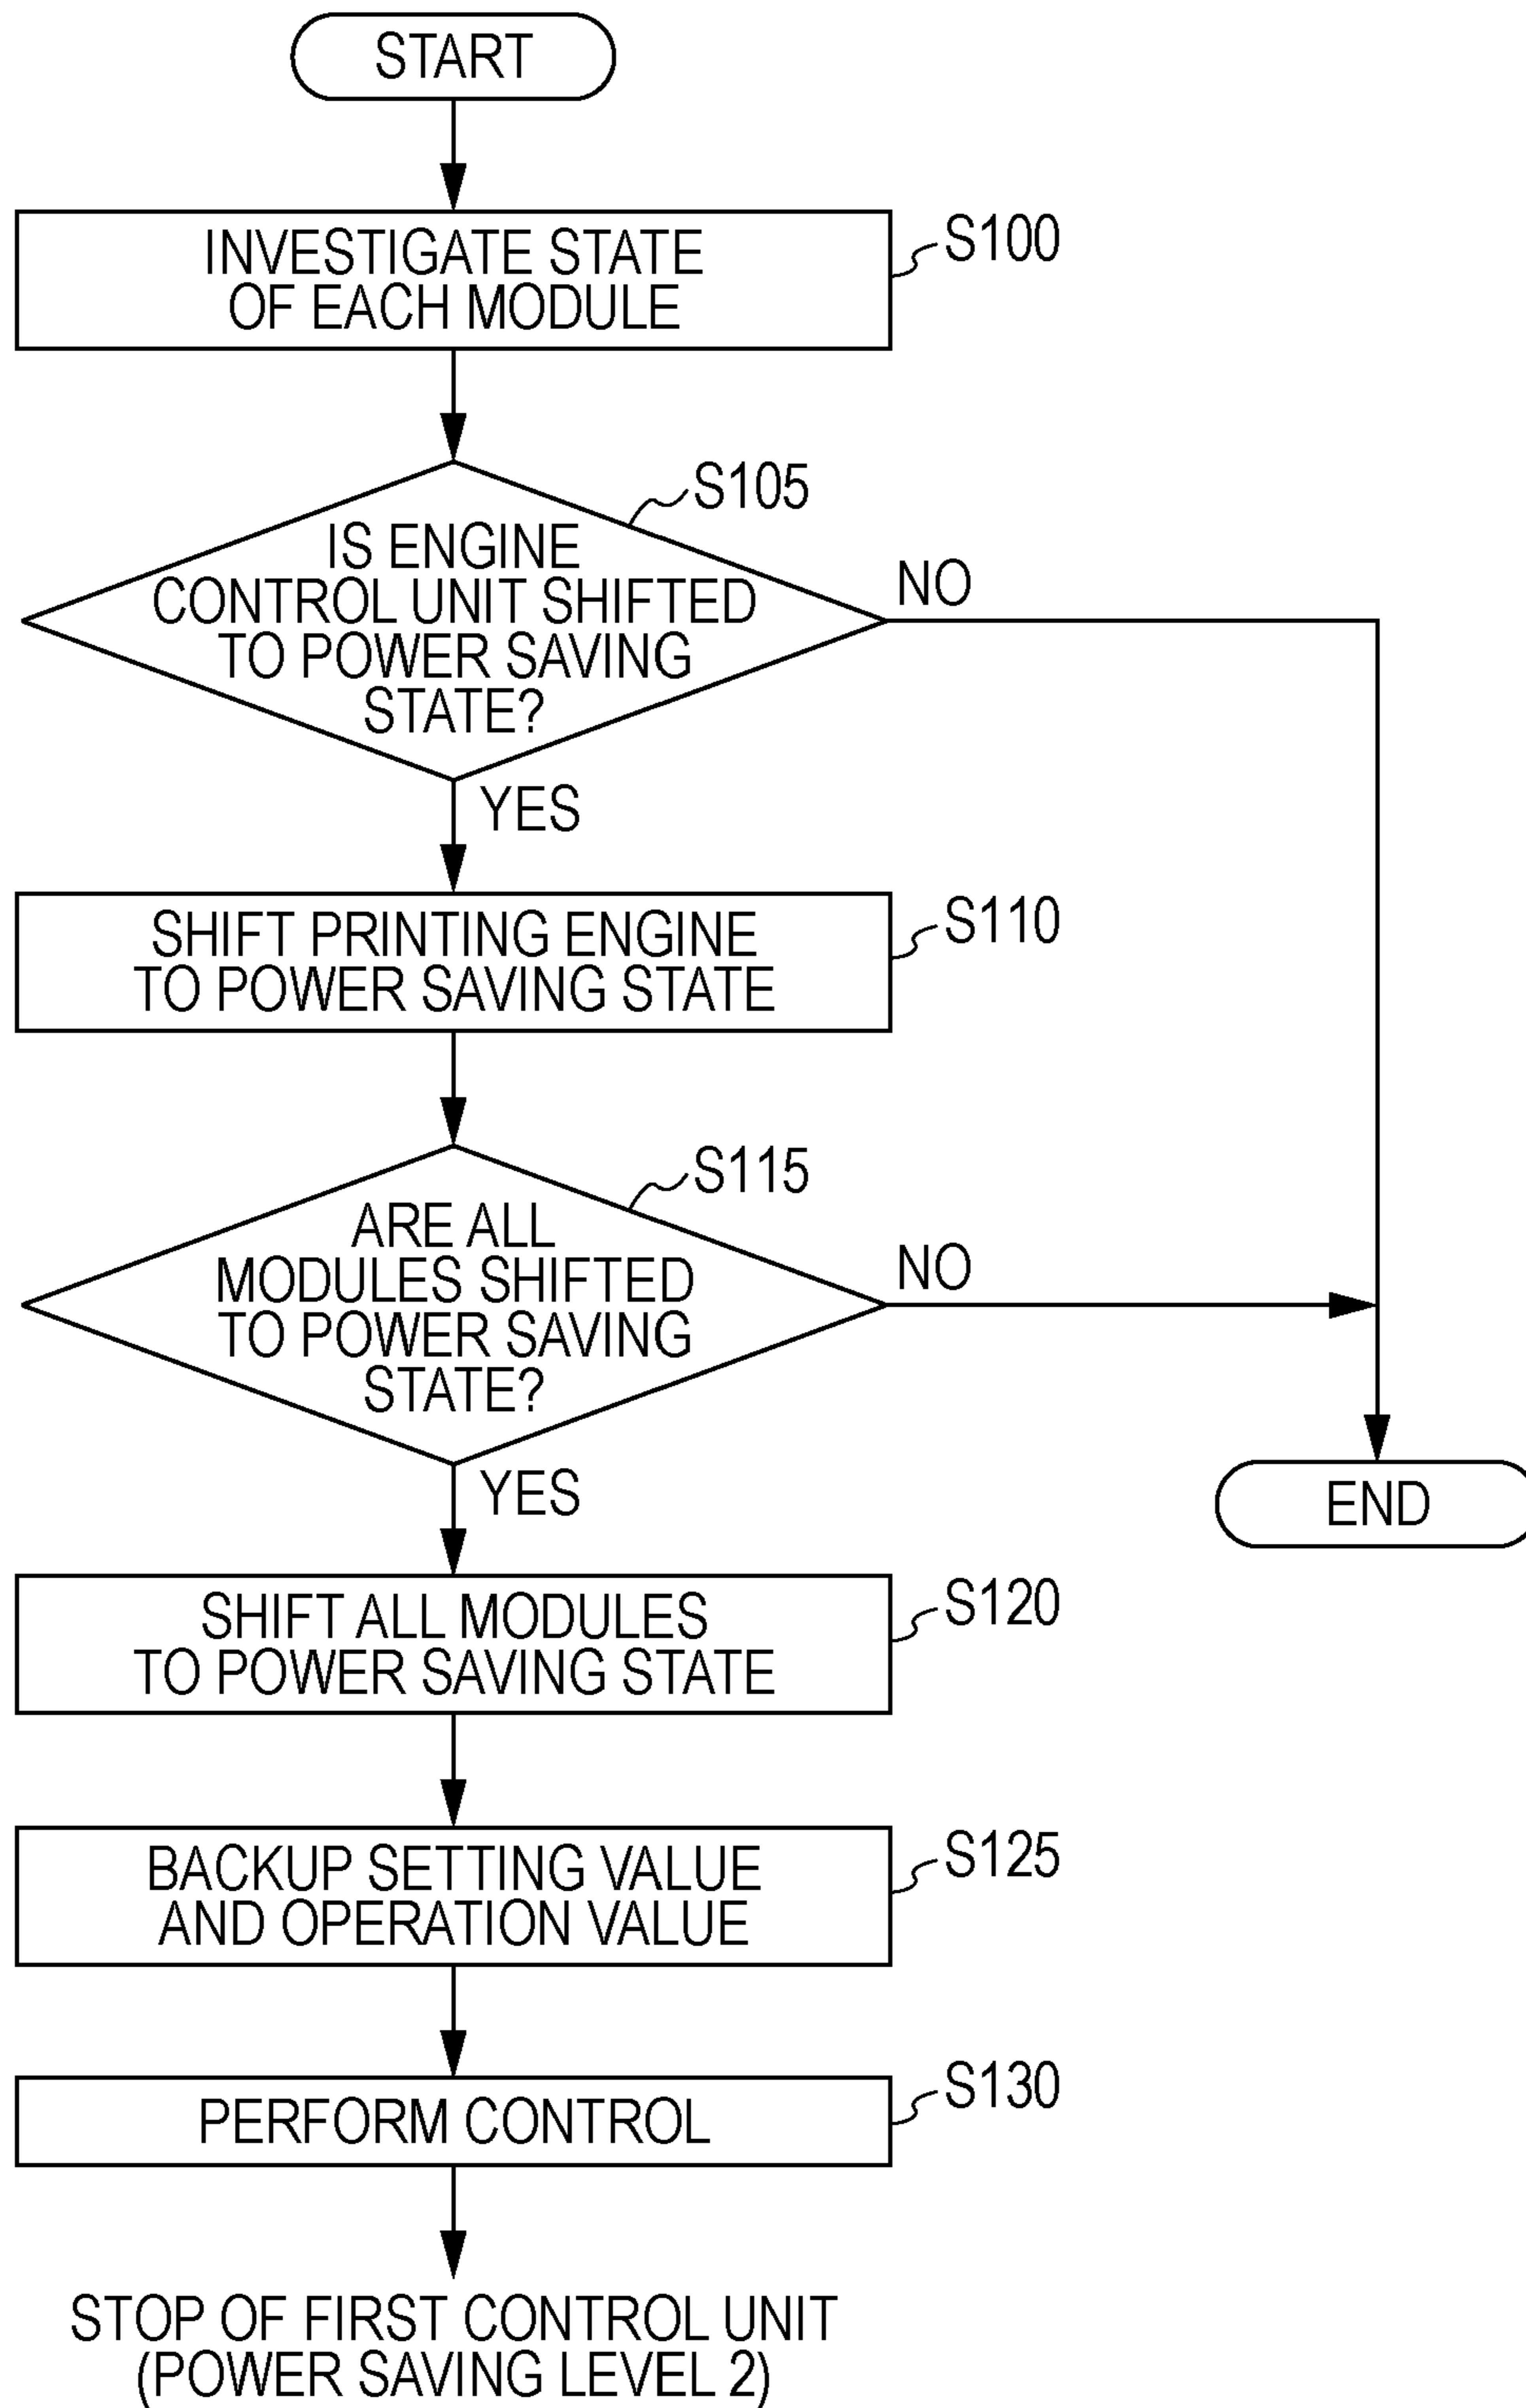 START
INVESTIGATE STATE
OF EACH MODULE
S100
S105
IS ENGINE
CONTROL UNIT SHIFTED
TO POWER SAVING
STATE?
NO
YES
SHIFT PRINTING ENGINE
TO POWER SAVING STATE
S110
S115
ARE ALL
MODULES SHIFTED
TO POWER SAVING
STATE?
NO
YES
END
SHIFT ALL MODULES
TO POWER SAVING STATE
S120
BACKUP SETTING VALUE
AND OPERATION VALUE
S125
PERFORM CONTROL
S130
STOP OF FIRST CONTROL UNIT
(POWER SAVING LEVEL 2)